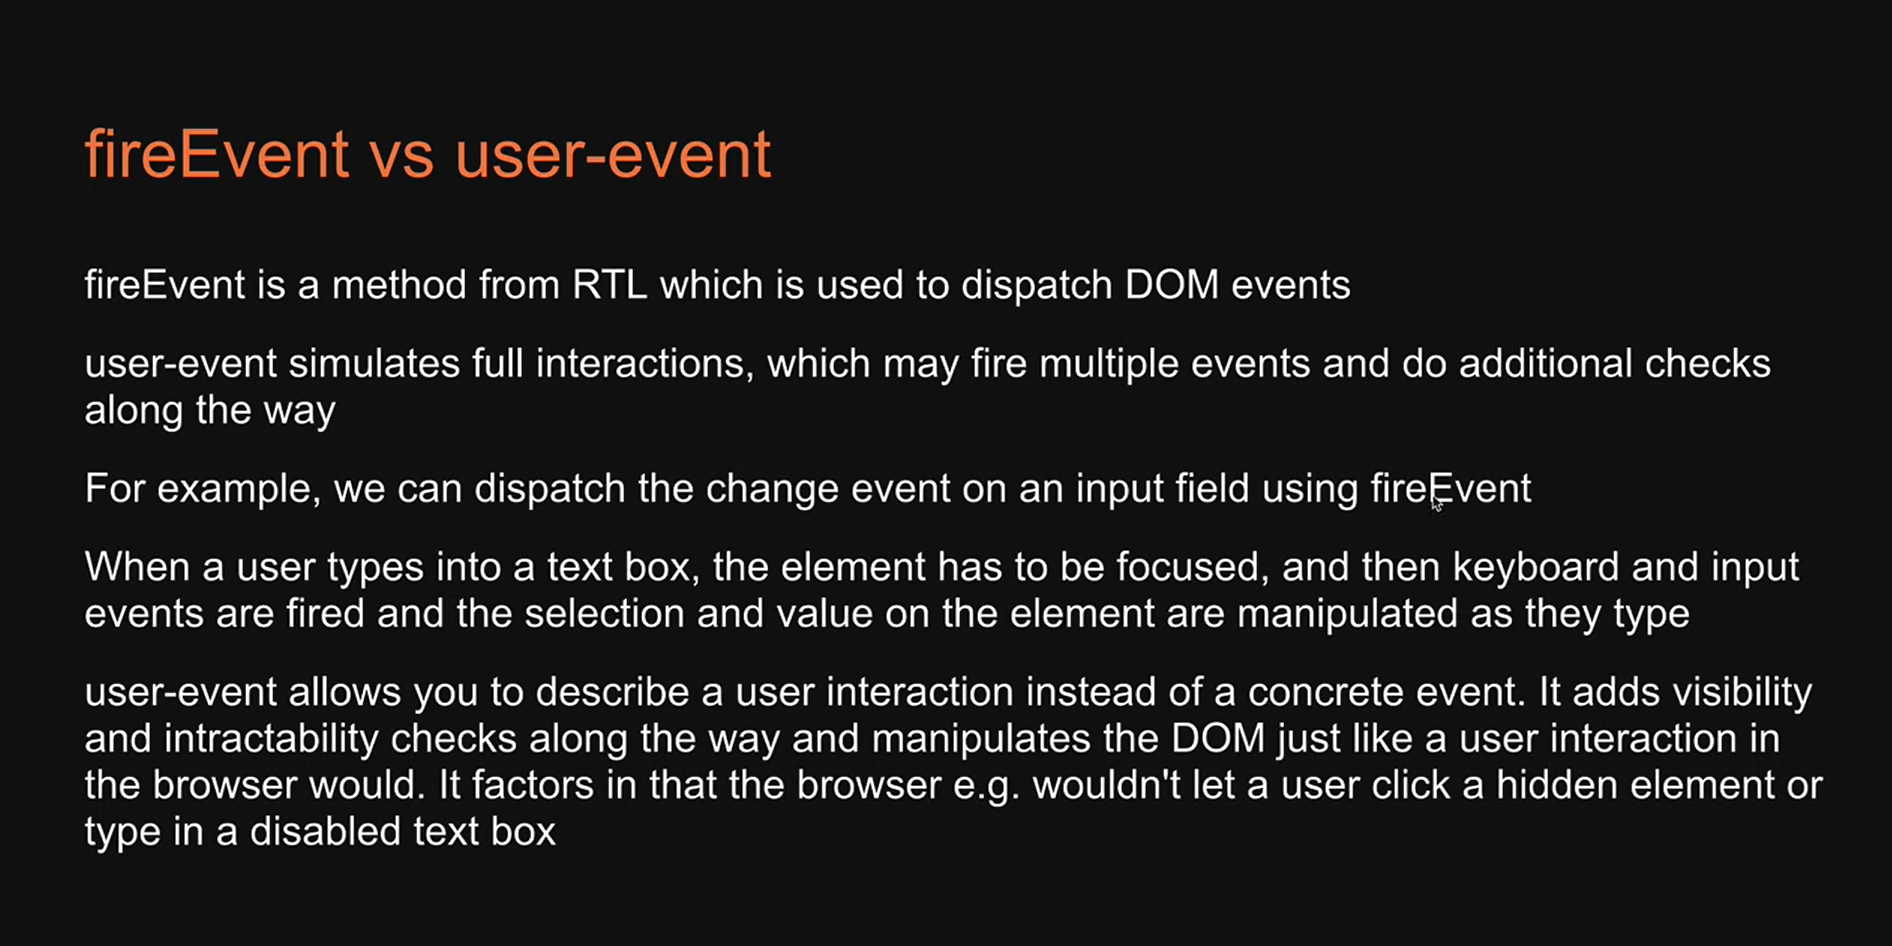 fireEvent vs user-event
fireEvent is a method from RTL which is used to dispatch DOM events
user-event simulates full interactions, which may fire multiple events and do additional checks
along the way
For example, we can dispatch the change event on an input field using fireEvent
When a user types into a text box, the element has to be focused, and then keyboard and input
events are fired and the selection and value on the element are manipulated as they type
user-event allows you to describe a user interaction instead of a concrete event. It adds visibility
and intractability checks along the way and manipulates the DOM just like a user interaction in
the browser would. It factors in that the browser e.g. wouldn't let a user click a hidden element or
type in a disabled text box